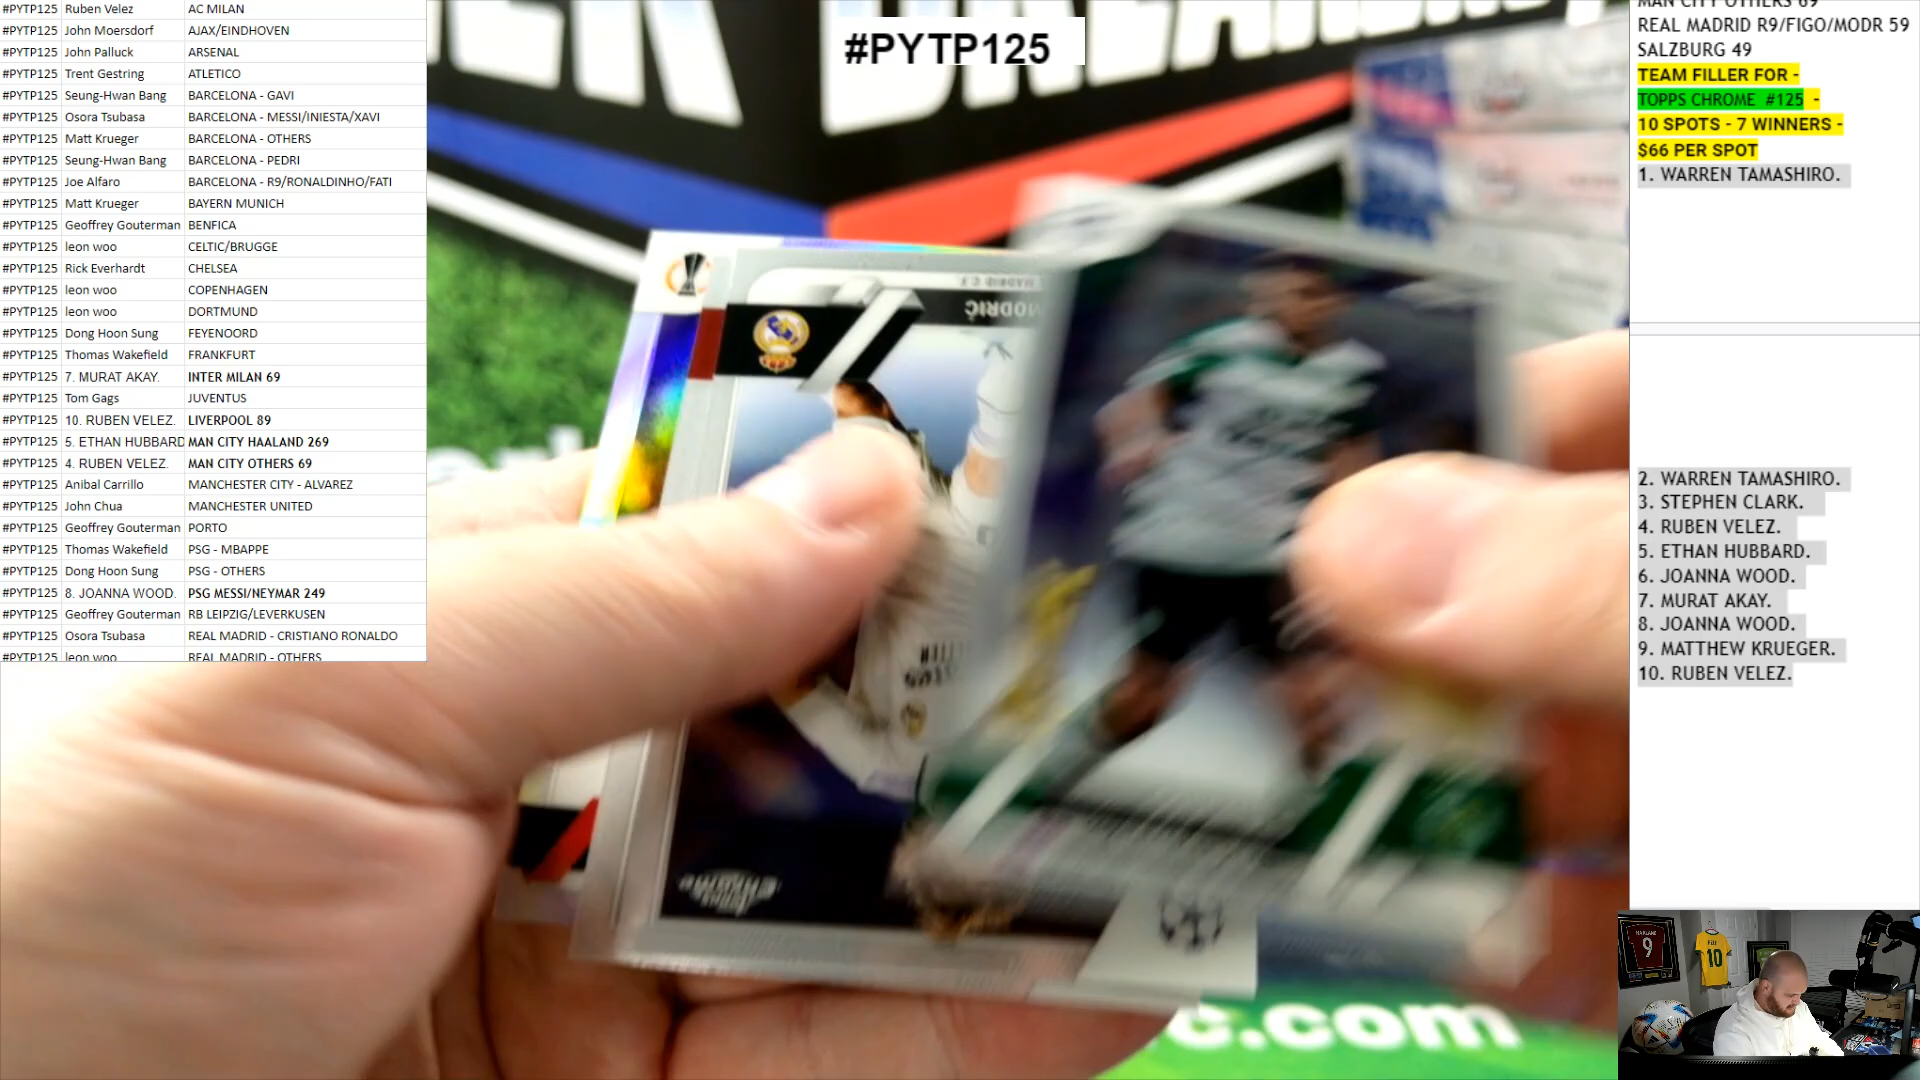 #PYTP125 Ruben Velez AC MILAN
#PYTP125 John Moersdorf AJAX/EINDHOVEN
#PYTP125 John Palluck ARSENAL
#PYTP125 Trent Gestring ATLETICO
#PYTP125 Seung-Hwan Bang BARCELONA - GAVI
#PYTP125 Osora Tsubasa BARCELONA - MESSI/INIESTA/XAVI
#PYTP125 Matt Krueger BARCELONA - OTHERS
#PYTP125 Seung-Hwan Bang BARCELONA - PEDRI
#PYTP125 Joe Alfaro BARCELONA - R9/RONALDINHO/FATI
#PYTP125 Matt Krueger BAYERN MUNICH
#PYTP125 Geoffrey Gouterman BENFICA
#PYTP125 leon woo CELTIC/BRUGGE
#PYTP125 Rick Everhardt CHELSEA
#PYTP125 leon woo COPENHAGEN
#PYTP125 leon woo DORTMUND
#PYTP125 Dong Hoon Sung FEYENOORD
#PYTP125 Thomas Wakefield FRANKFURT
#PYTP125 7. MURAT AKAY. INTER MILAN 69
#PYTP125 Tom Gags JUVENTUS
#PYTP125 10. RUBEN VELEZ. LIVERPOOL 89
#PYTP125 5. ETHAN HUBBARD MAN CITY HAALAND 269
#PYTP125 4. RUBEN VELEZ. MAN CITY OTHERS 69
#PYTP125 Anibal Carrillo MANCHESTER CITY - ALVAREZ
#PYTP125 John Chua MANCHESTER UNITED
#PYTP125 Geoffrey Gouterman PORTO
#PYTP125 Thomas Wakefield PSG - MBAPPE
#PYTP125 Dong Hoon Sung PSG - OTHERS
#PYTP125 8. JOANNA WOOD. PSG MESSI/NEYMAR 249
#PYTP125 Geoffrey Gouterman RB LEIPZIG/LEVERKUSEN
#PYTP125 Osora Tsubasa REAL MADRID - CRISTIANO RONALDO
#PYTP125 leon woo REAL MADRID - OTHERS
#PYTP125
MODRIĆ
c.com
MAN CITY OTHERS 69
REAL MADRID R9/FIGO/MODR 59
SALZBURG 49
TEAM FILLER FOR -
TOPPS CHROME #125 -
10 SPOTS - 7 WINNERS -
$66 PER SPOT
1. WARREN TAMASHIRO.
2. WARREN TAMASHIRO.
3. STEPHEN CLARK.
4. RUBEN VELEZ.
5. ETHAN HUBBARD.
6. JOANNA WOOD.
7. MURAT AKAY.
8. JOANNA WOOD.
9. MATTHEW KRUEGER.
10. RUBEN VELEZ.
9
10